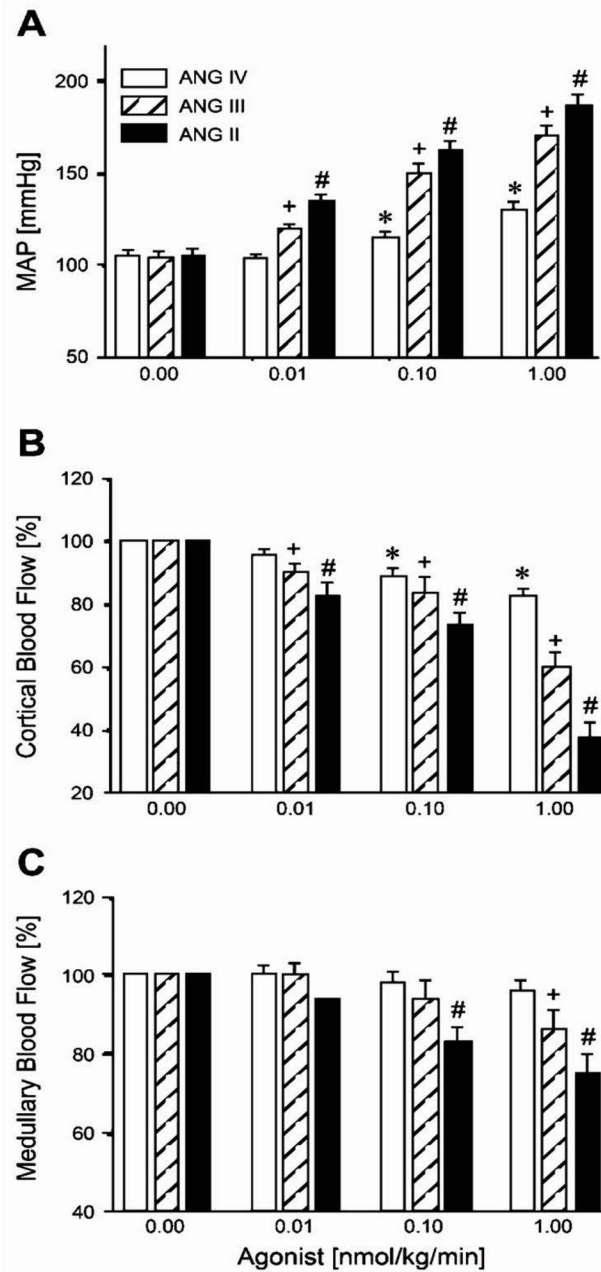 A
MAP [mmHg]
200
150
100
50
ANG IV
ANG III
ANG II
+
#
*
+
#
*
+
#
0.00 0.01 0.10 1.00
B
Cortical Blood Flow [%]
120
100
80
60
40
20
+
#
*
+
#
*
+
#
0.00 0.01 0.10 1.00
C
Medullary Blood Flow [%]
120
100
80
60
40
#
+
#
0.00 0.01 0.10 1.00
Agonist [nmol/kg/min]